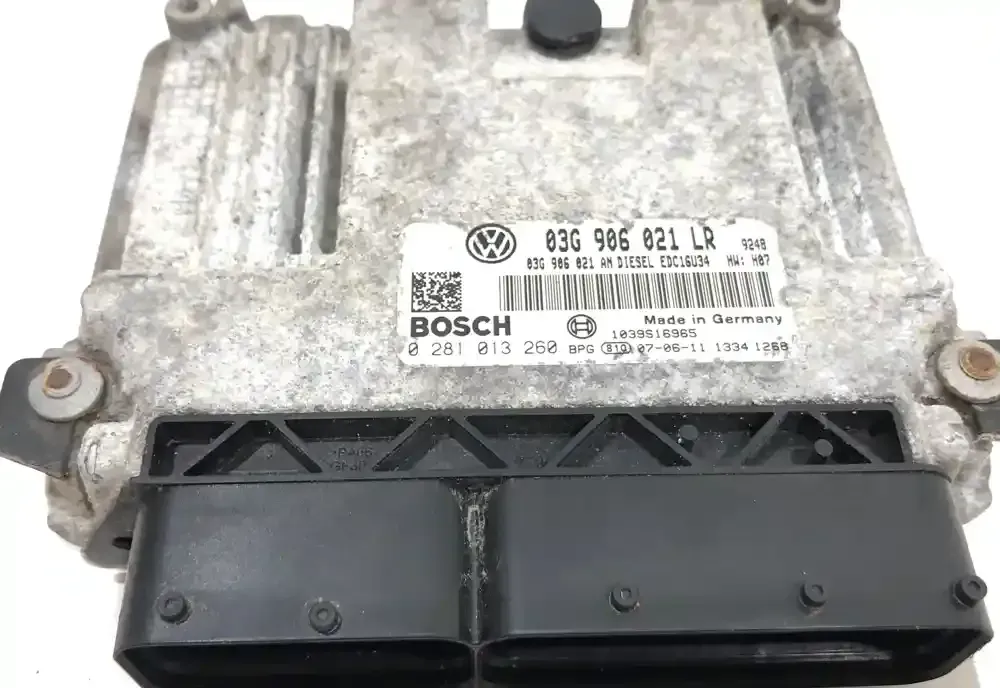 03G 906 021 LR 9248
03G 906 021 AN DIESEL EDC16U34 HW: H07
BOSCH
Made in Germany
1039S16965
0 281 013 260 BPG 810 07-06-11 1334 1268